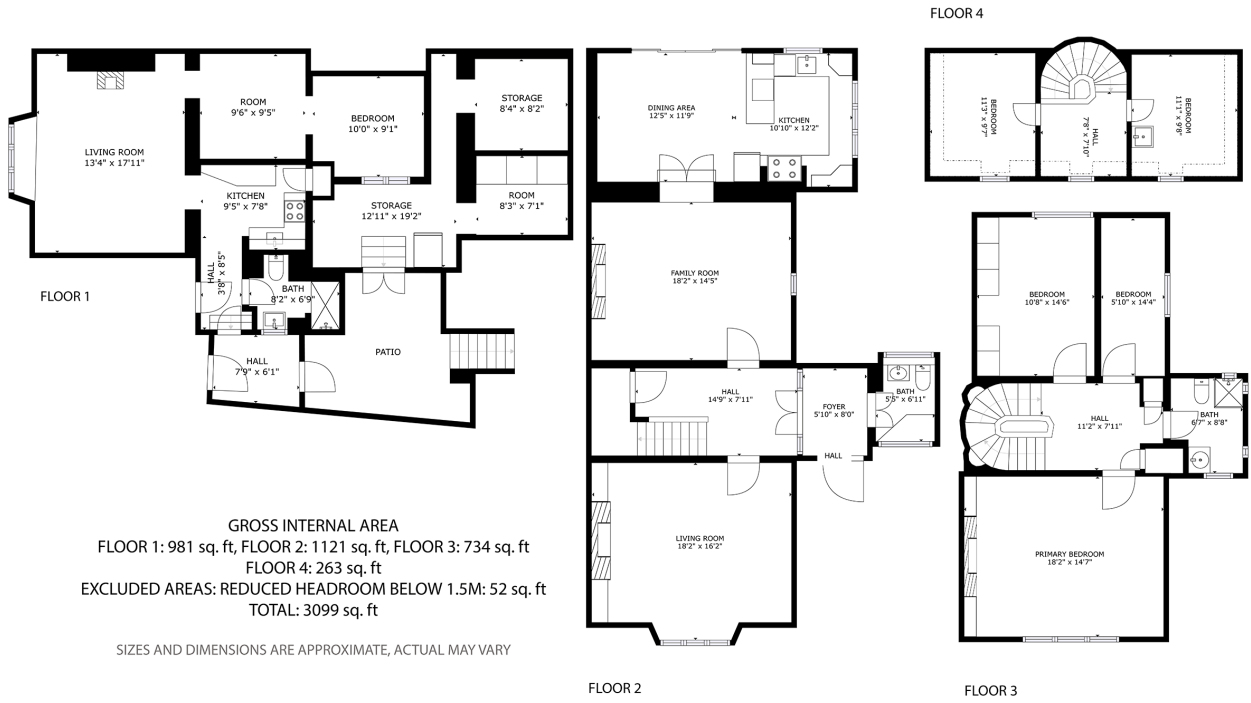 FLOOR 4
BEDROOM
11'3" x 9'7"
HALL
7'8" x 7'10"
BEDROOM
11'1" x 9'8"
LIVING ROOM
13'4" x 17'11"
ROOM
9'6" x 9'5"
BEDROOM
10'0" x 9'1"
STORAGE
8'4" x 8'2"
KITCHEN
9'5" x 7'8"
STORAGE
12'11" x 19'2"
ROOM
8'3" x 7'1"
HALL
3'8" x 8'5"
BATH
8'2" x 6'9"
HALL
7'9" x 6'1"
PATIO
FLOOR 1
DINING AREA
12'5" x 11'9"
KITCHEN
10'10" x 12'2"
FAMILY ROOM
18'2" x 14'5"
HALL
14'9" x 7'11"
FOYER
5'10" x 8'0"
BATH
5'5" x 6'11"
HALL
LIVING ROOM
18'2" x 16'2"
FLOOR 2
BEDROOM
10'8" x 14'6"
BEDROOM
5'10" x 14'4"
HALL
11'2" x 7'11"
BATH
6'7" x 8'8"
PRIMARY BEDROOM
18'2" x 14'7"
FLOOR 3
GROSS INTERNAL AREA
FLOOR 1: 981 sq. ft, FLOOR 2: 1121 sq. ft, FLOOR 3: 734 sq. ft
FLOOR 4: 263 sq. ft
EXCLUDED AREAS: REDUCED HEADROOM BELOW 1.5M: 52 sq. ft
TOTAL: 3099 sq. ft
SIZES AND DIMENSIONS ARE APPROXIMATE, ACTUAL MAY VARY